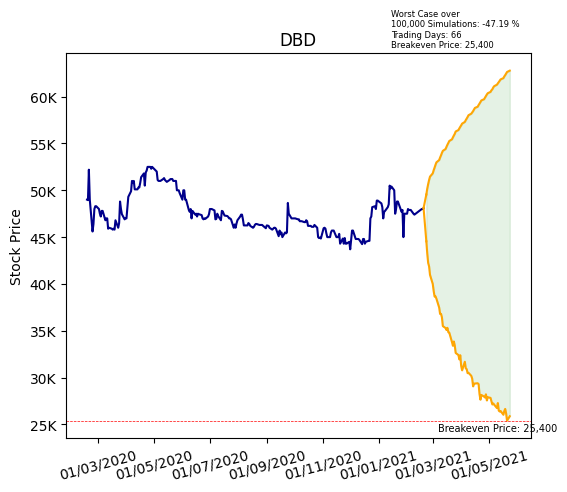 Worst Case over
100,000 Simulations: -47.19 %
Trading Days: 66
Breakeven Price: 25,400
DBD
Stock Price
60K
55K
50K
45K
40K
35K
30K
25K
Breakeven Price: 25,400
01/03/2020
01/05/2020
01/07/2020
01/09/2020
01/11/2020
01/01/2021
01/03/2021
01/05/2021